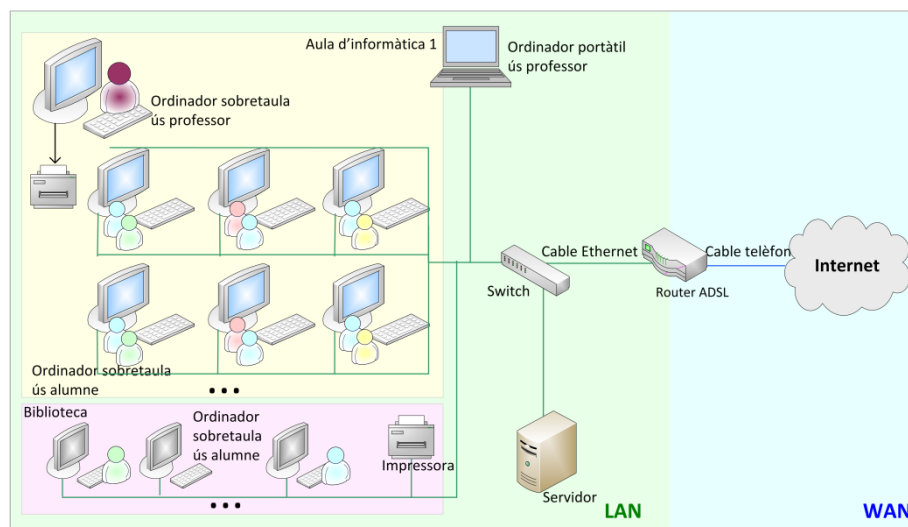 Aula d'informàtica 1
Ordinador portàtil
ús professor
Ordinador sobretaula
ús professor
Cable Ethernet
Cable telèfon
Internet
Switch
Router ADSL
Ordinador sobretaula
ús alumne
...
Biblioteca
Ordinador
sobretaula
ús alumne
Impressora
...
Servidor
LAN
WAN